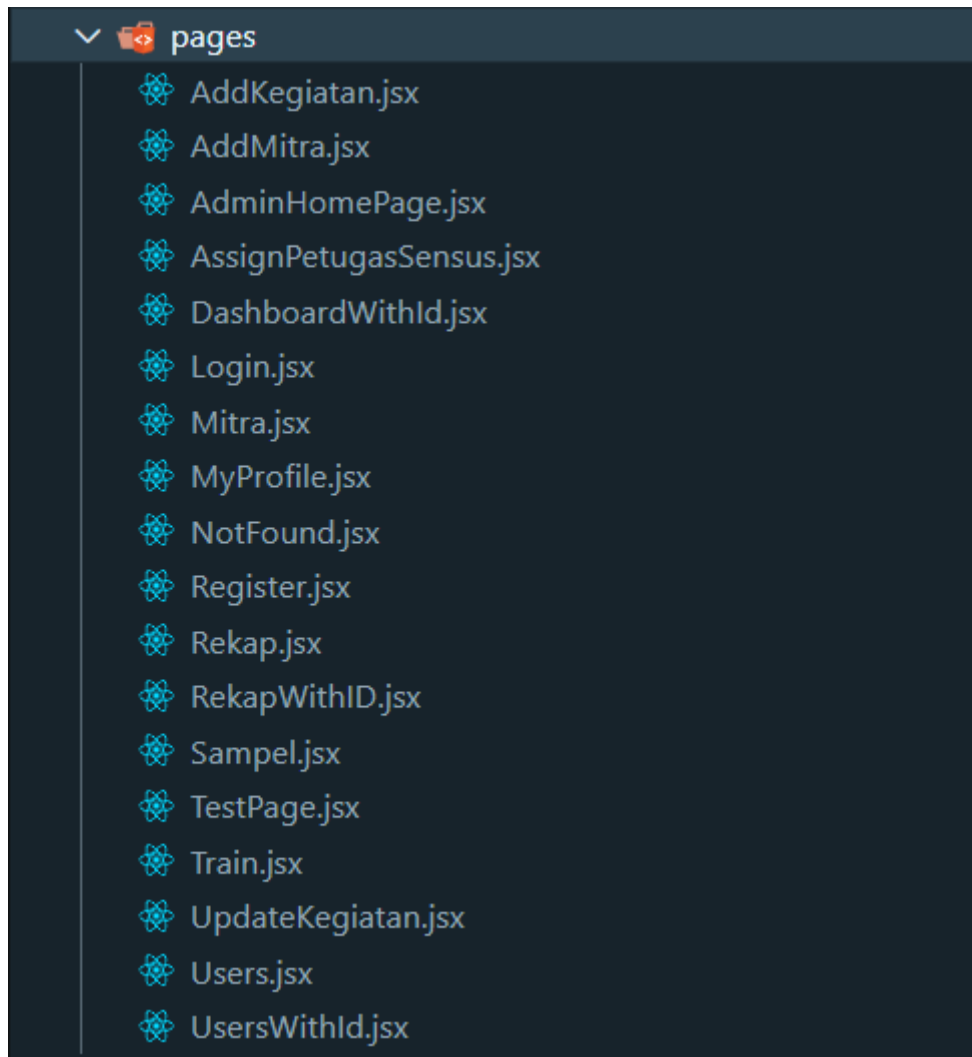 pages
AddKegiatan.jsx
AddMitra.jsx
AdminHomePage.jsx
AssignPetugasSensus.jsx
DashboardWithId.jsx
Login.jsx
Mitra.jsx
MyProfile.jsx
NotFound.jsx
Register.jsx
Rekap.jsx
RekapWithID.jsx
Sampel.jsx
TestPage.jsx
Train.jsx
UpdateKegiatan.jsx
Users.jsx
UsersWithId.jsx